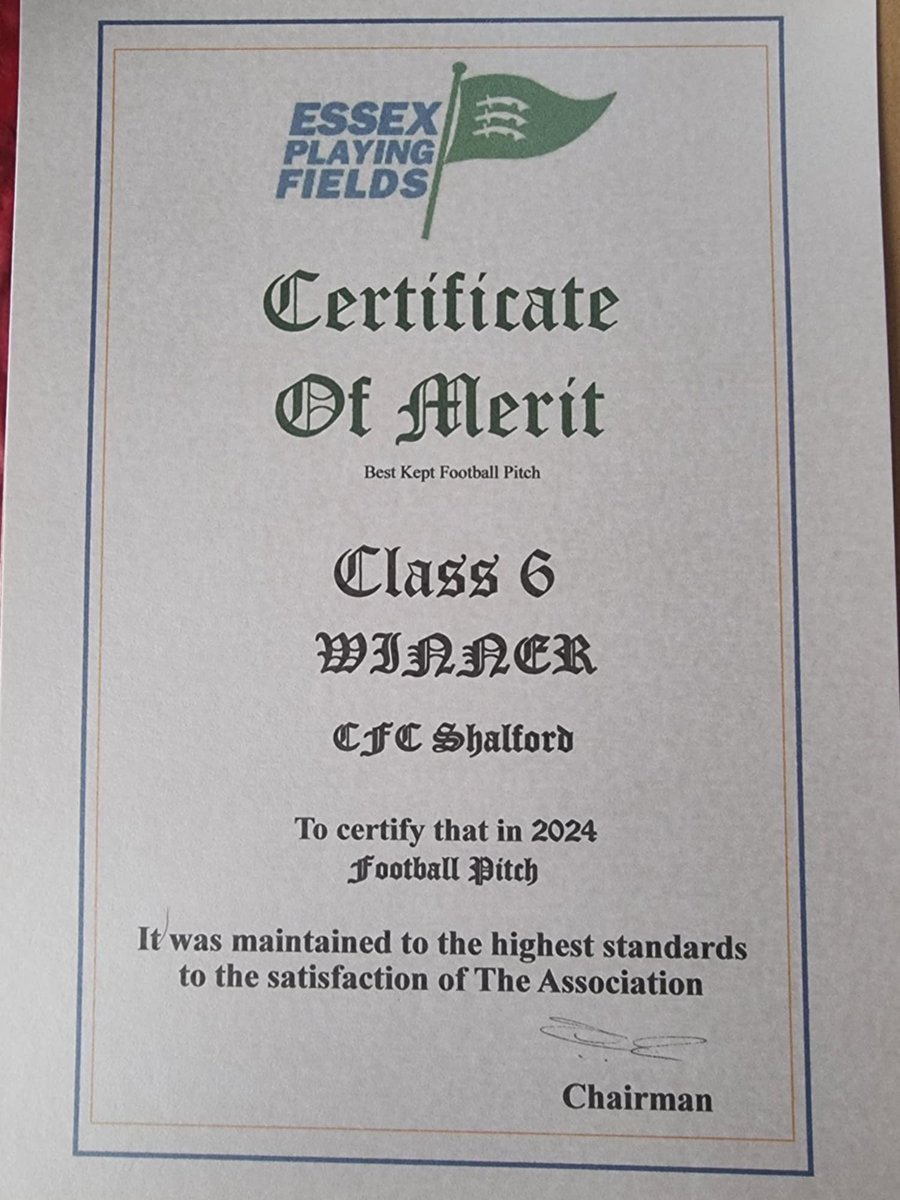 ESSEX
PLAYING
FIELDS
Certificate
Of Merit
Best Kept Football Pitch
Class 6
WINNER
CFC Shalford
To certify that in 2024
Football Pitch
It was maintained to the highest standards
to the satisfaction of The Association
Chairman